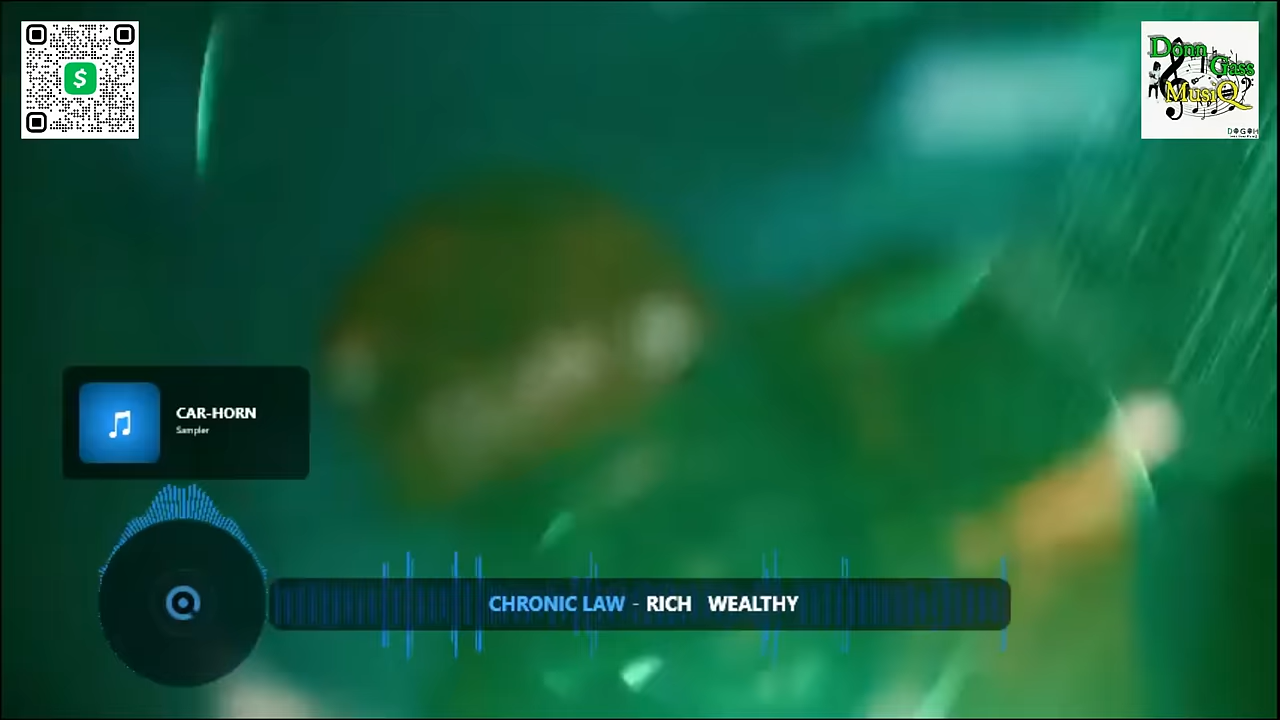 $
Donn
Gass
MusiQ
CAR-HORN
Sampler
CHRONIC LAW - RICH WEALTHY